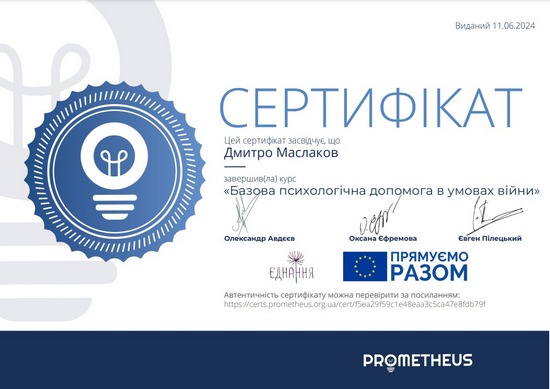 Виданий 11.06.2024
СЕРТИФІКАТ
Цей сертифікат засвідчує, що
Дмитро Маслаков
завершив(ла) курс
«Базова психологічна допомога в умовах війни»
Олександр Авдєєв Оксана Єфремова Євген Пілецький
ЄДНАННЯ
ПРЯМУЄМО
РАЗОМ
Автентичність сертифікату можна перевірити за посиланням:
https://certs.prometheus.org.ua/cert/f5ea29f59c1e48eaa3c5ca47e8fdb79f
PROMETHEUS